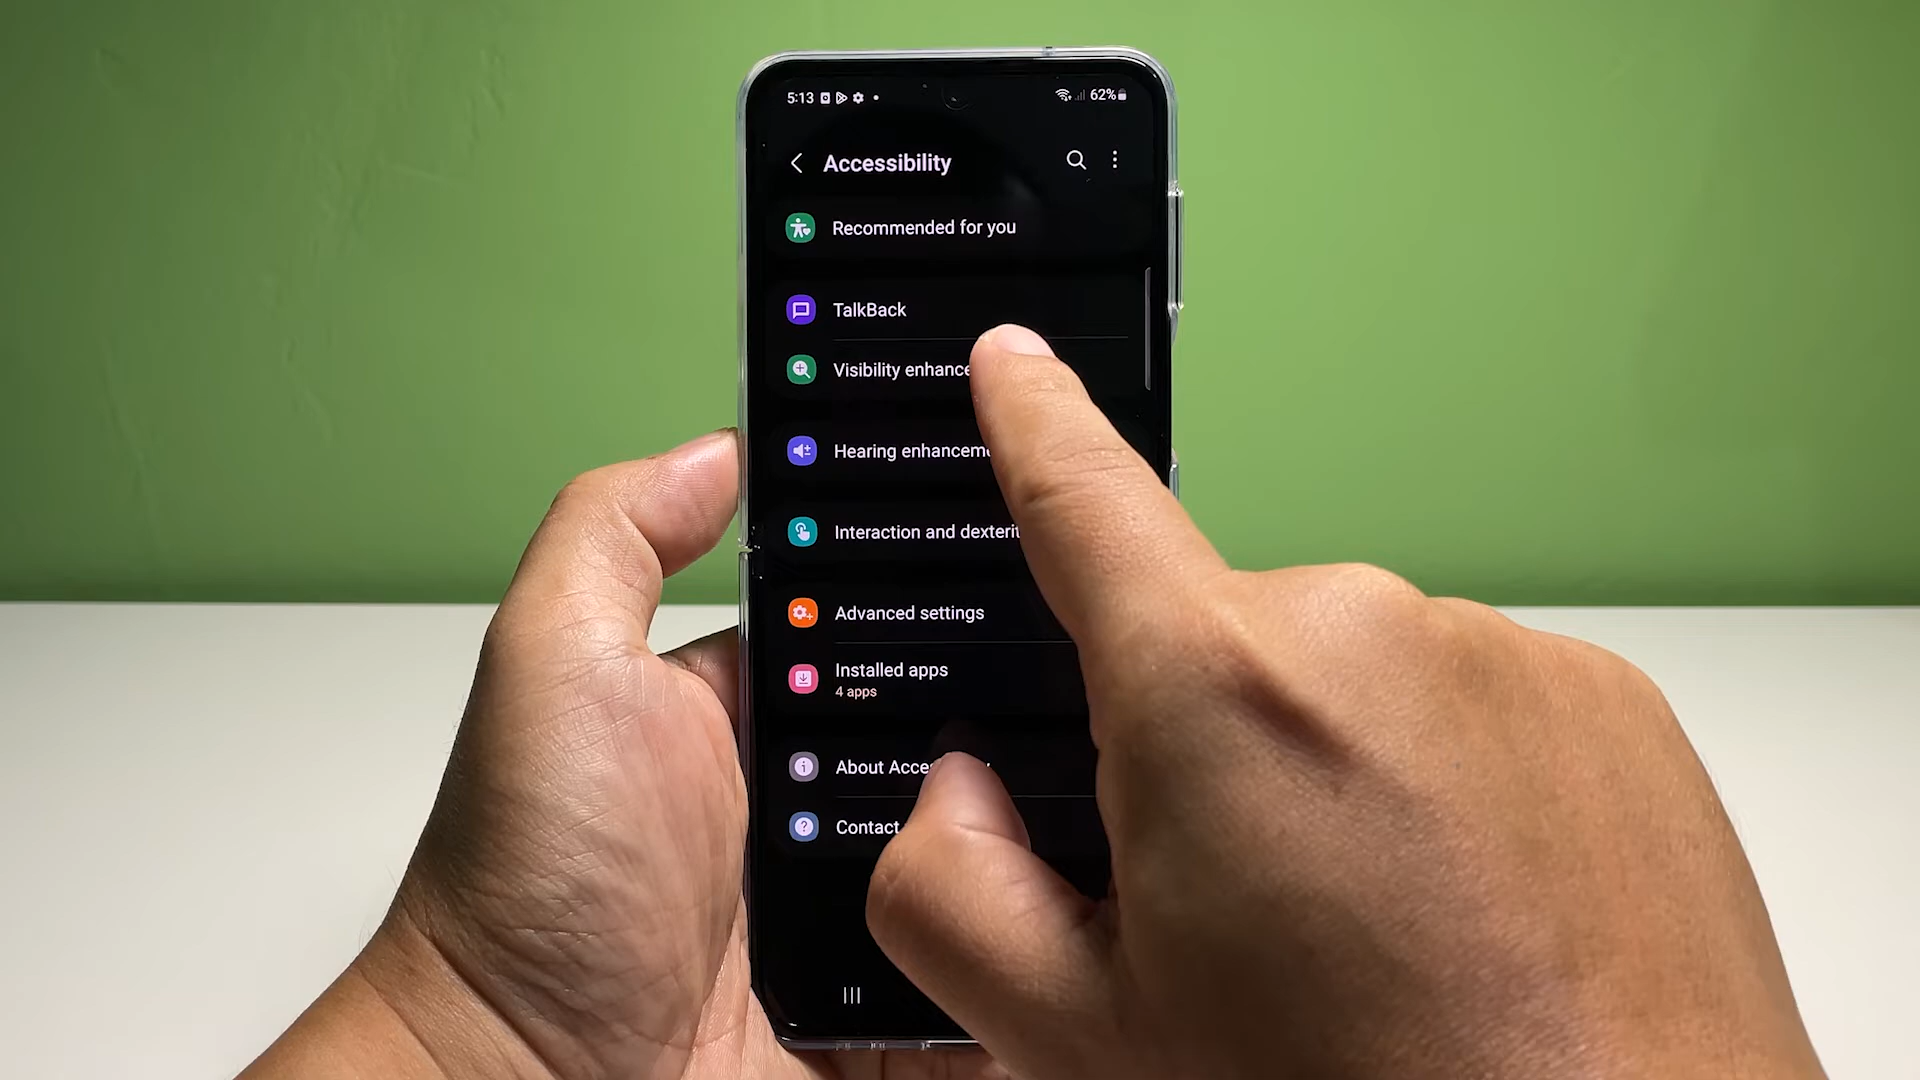 5:13 62%
Accessibility
Recommended for you
TalkBack
Visibility enhance
Hearing enhanceme
Interaction and dexterit
Advanced settings
Installed apps
4 apps
About Acce
Contact